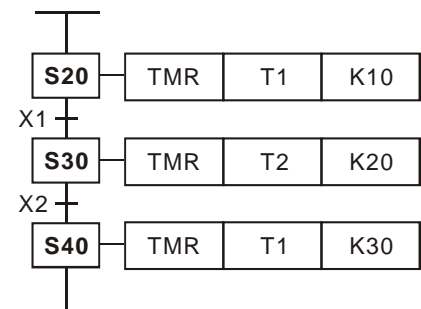 S20 TMR T1 K10
X1
S30 TMR T2 K20
X2
S40 TMR T1 K30